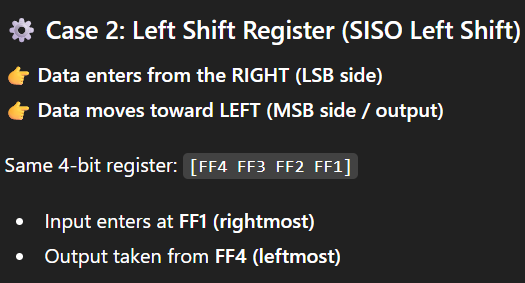 ⚙️ Case 2: Left Shift Register (SISO Left Shift)
👉 Data enters from the RIGHT (LSB side)
👉 Data moves toward LEFT (MSB side / output)
Same 4-bit register: [FF4 FF3 FF2 FF1]
• Input enters at FF1 (rightmost)
• Output taken from FF4 (leftmost)